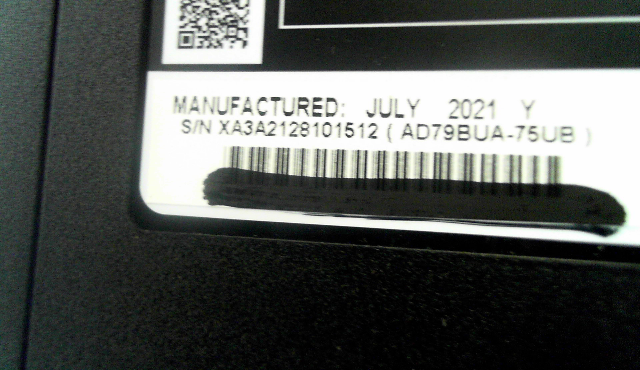 MANUFACTURED: JULY 2021 Y
S/N XA3A2128101512 ( AD79BUA-75UB )